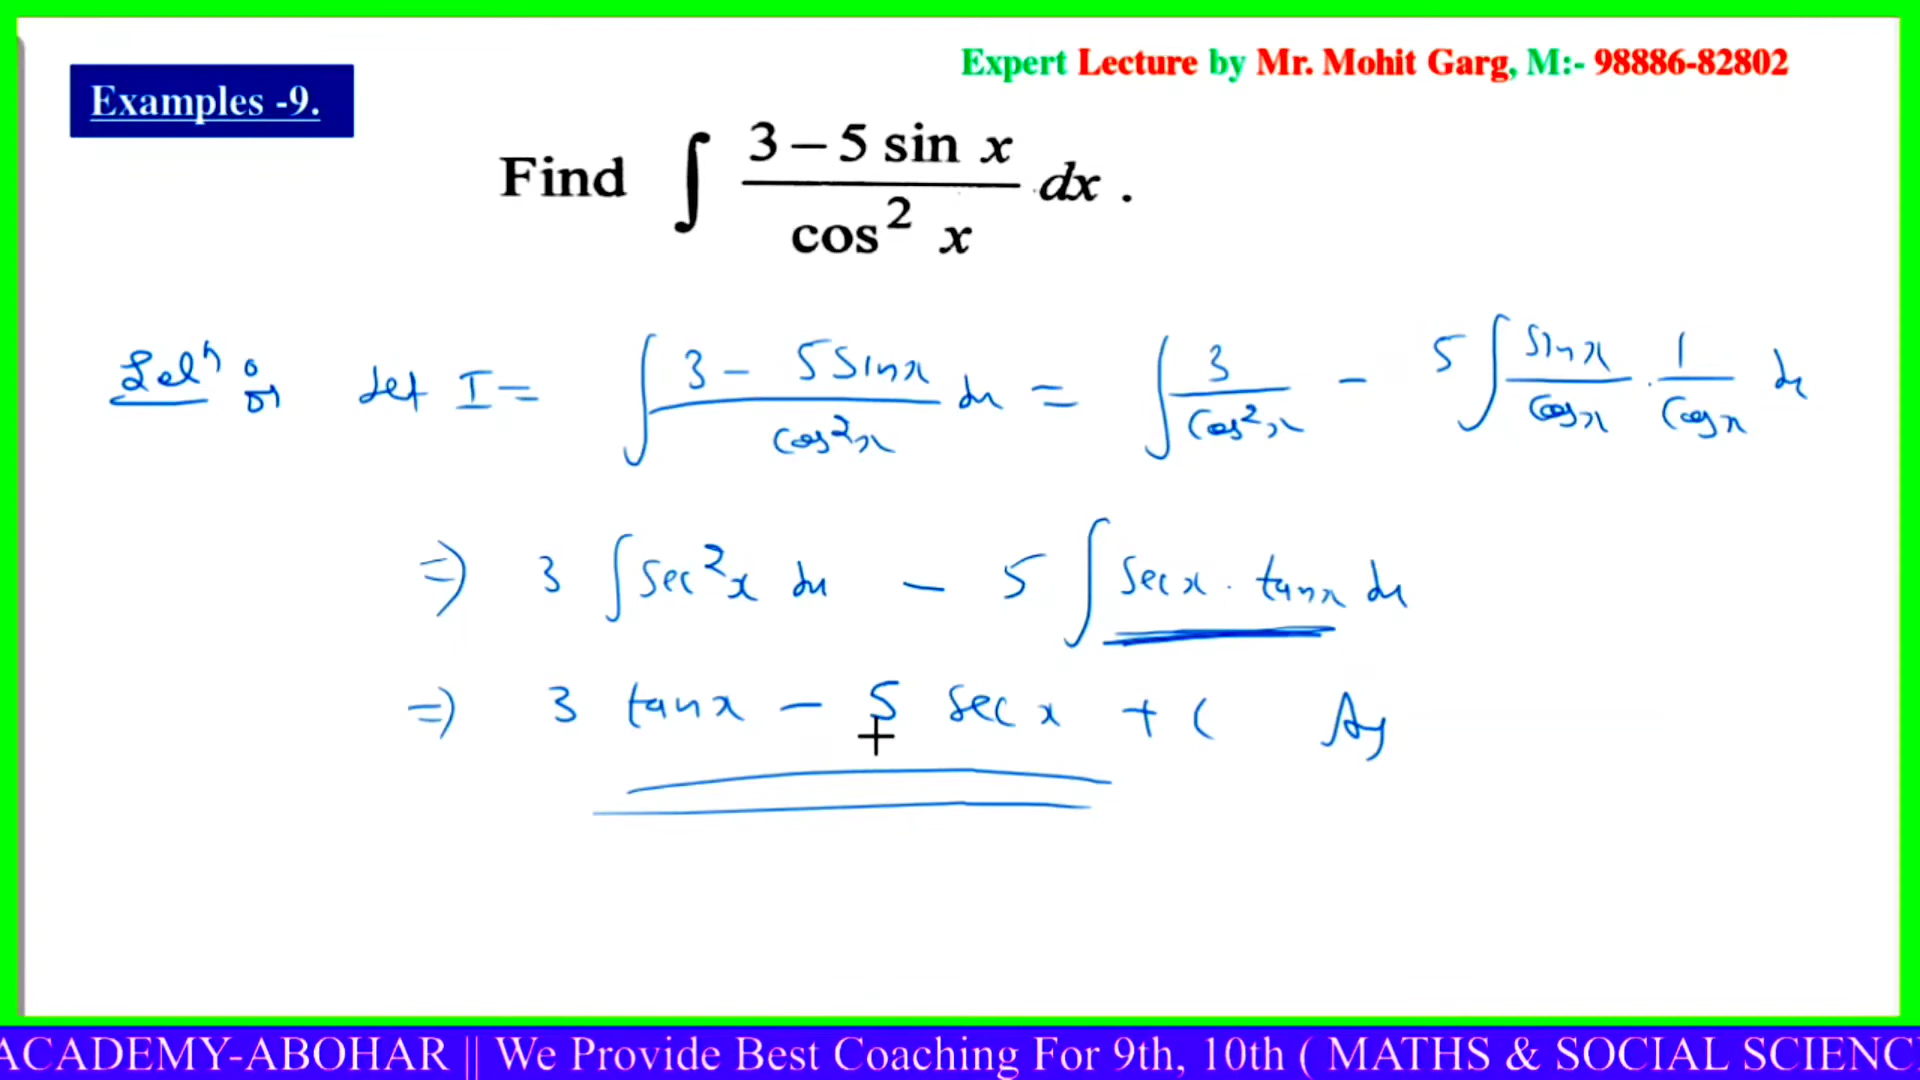 Expert Lecture by Mr. Mohit Garg, M:- 98886-82802
Examples -9.
Find ∫ (3 – 5 sin x)/(cos² x) dx .
Solⁿ : Let I = ∫ (3 - 5 sin x)/(cos² x) dx = ∫ 3/(cos² x) - 5 ∫ (sin x)/(cos x) . 1/(cos x) dx
⇒ 3 ∫ sec² x dx - 5 ∫ sec x . tan x dx
⇒ 3 tan x - 5 sec x + C
ACADEMY-ABOHAR || We Provide Best Coaching For 9th, 10th ( MATHS & SOCIAL SCIENC